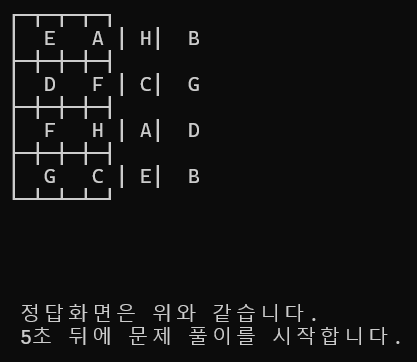 E A | H| B
D F | C| G
F H | A| D
G C | E| B
정답화면은 위와 같습니다.
5초 뒤에 문제 풀이를 시작합니다.